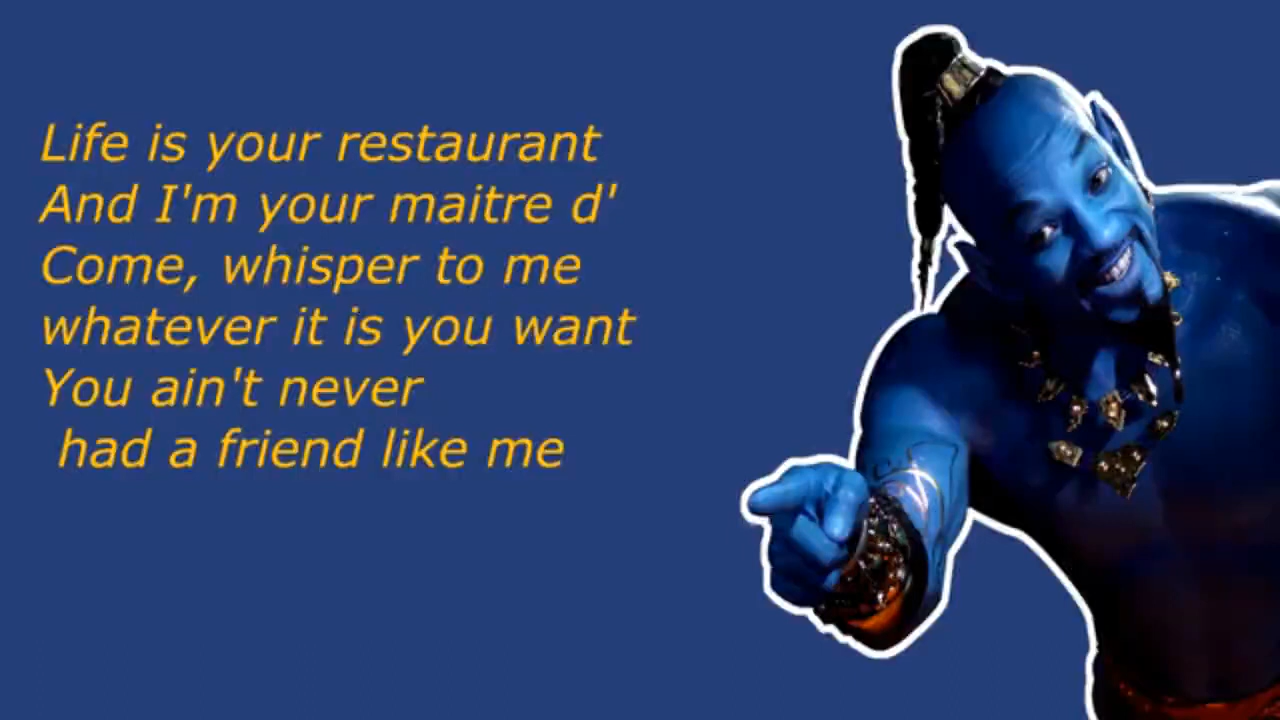 Life is your restaurant
And I'm your maitre d'
Come, whisper to me
whatever it is you want
You ain't never
had a friend like me